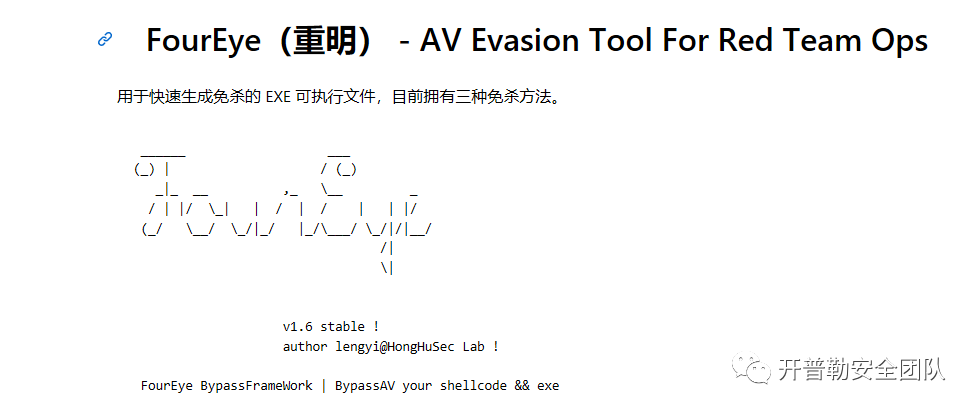 FourEye（重明） - AV Evasion Tool For Red Team Ops
用于快速生成免杀的 EXE 可执行文件，目前拥有三种免杀方法。
v1.6 stable !
author lengyi@HongHuSec Lab !
FourEye BypassFrameWork | BypassAV your shellcode && exe
开普勒安全团队